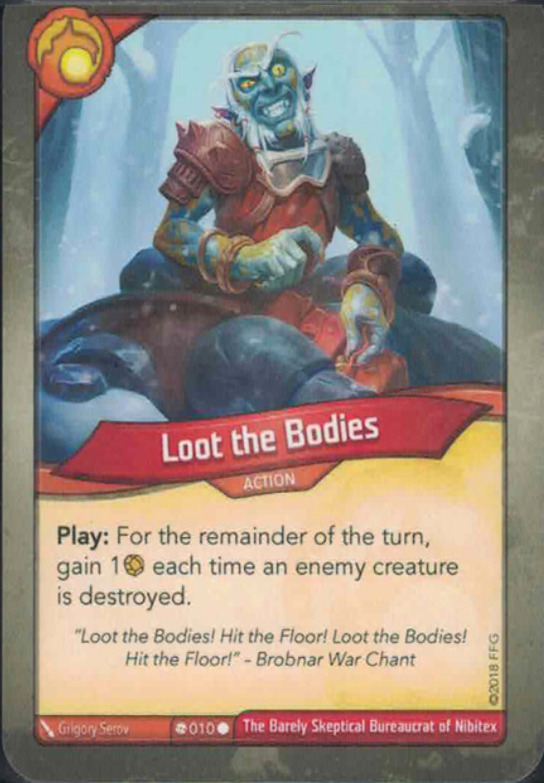 Loot the Bodies
ACTION
Play: For the remainder of the turn,
gain 1 each time an enemy creature
is destroyed.
"Loot the Bodies! Hit the Floor! Loot the Bodies!
Hit the Floor!" - Brobnar War Chant
©2018 FFG
Grigory Serov
010
The Barely Skeptical Bureaucrat of Nibitex